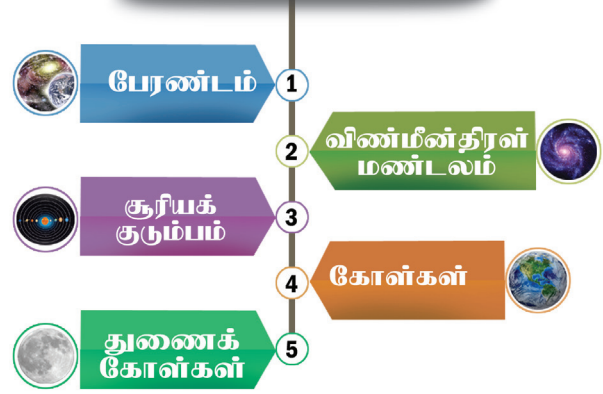 பேரண்டம்
1
2
விண்மீன்திரள்
மண்டலம்
சூரியக்
குடும்பம்
3
4
கோள்கள்
துணைக்
கோள்கள்
5